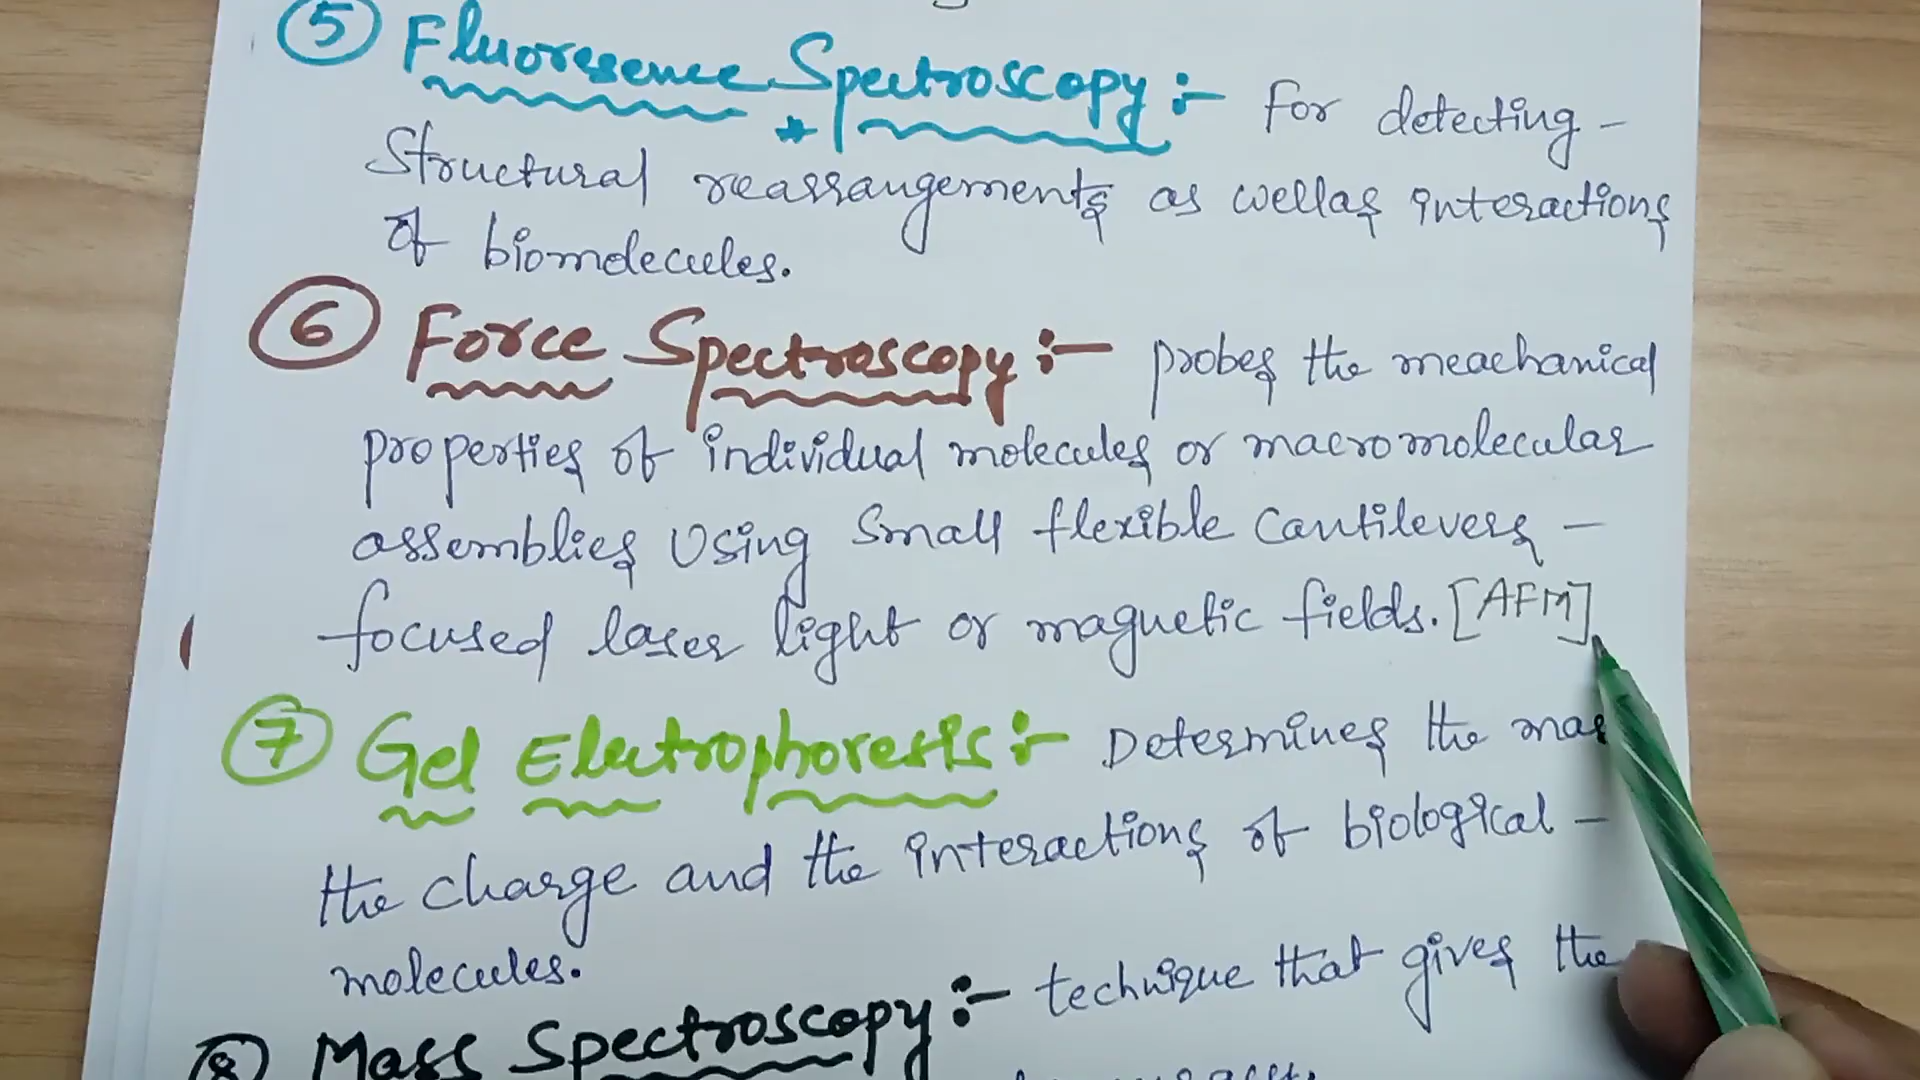 5 Fluoresence Spectroscopy :- For detecting -
* Structural rearrangements as well as interactions
of biomolecules.
6 Force Spectroscopy :- probes the meachanical
properties of individual molecules or macromolecular
assemblies Using Small flexible Cantilevers -
focused laser light or magnetic fields. [AFM]
7 Gel Electrophoresis :- Determines the
the charge and the interactions of biological -
molecules.
8 Mass Spectroscopy :- technique that gives the